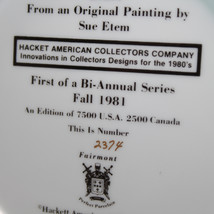 From an Original Painting by
Sue Etem
HACKET AMERICAN COLLECTORS COMPANY
Innovations in Collectors Designs for the 1980's
First of a Bi-Annual Series
Fall 1981
An Edition of 7500 U.S.A. 2500 Canada
This Is Number
2374
Fairmont
Porcelain
©Hackett